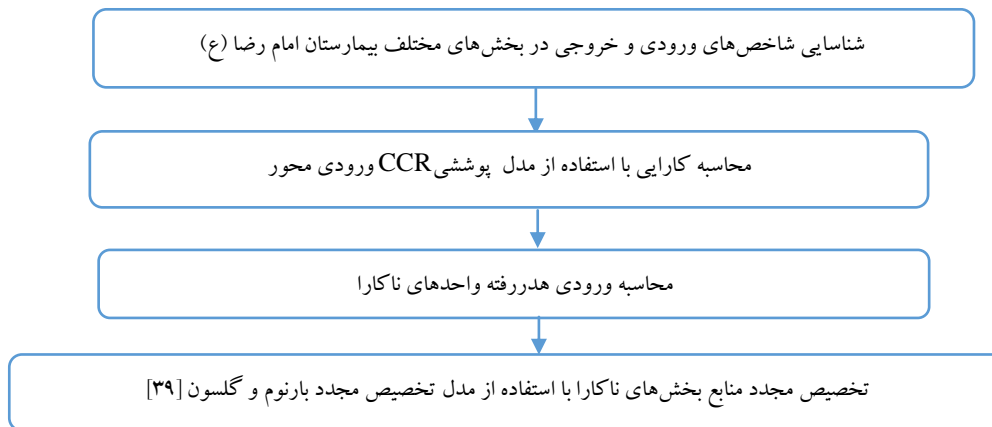 شناسایی شاخص‌های ورودی و خروجی در بخش‌های مختلف بیمارستان امام رضا (ع)
محاسبه کارایی با استفاده از مدل پوششی CCR ورودی محور
محاسبه ورودی هدررفته واحدهای ناکارا
تخصیص مجدد منابع بخش‌های ناکارا با استفاده از مدل تخصیص مجدد بارنوم و گلسون [۳۹]